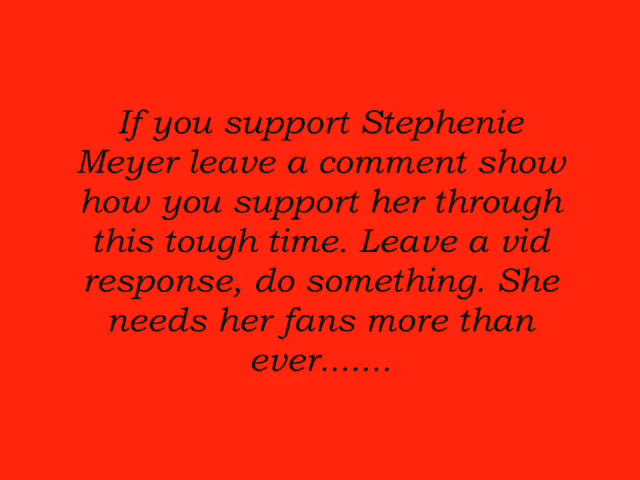 If you support Stephenie
Meyer leave a comment show
how you support her through
this tough time. Leave a vid
response, do something. She
needs her fans more than
ever.......